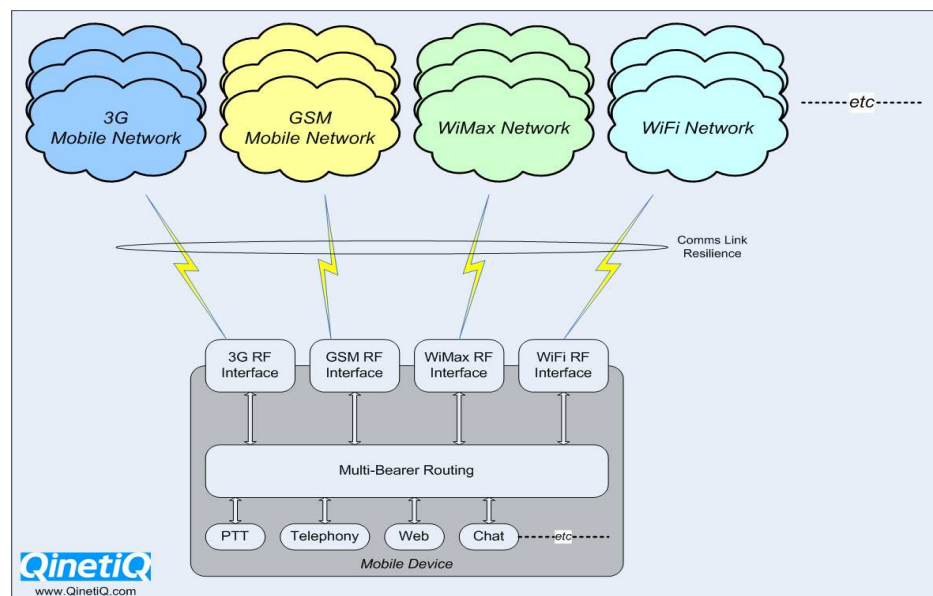 3G
Mobile Network
GSM
Mobile Network
WiMax Network
WiFi Network
etc
Comms Link
Resilience
3G RF
Interface
GSM RF
Interface
WiMax RF
Interface
WiFi RF
Interface
Multi-Bearer Routing
PTT
Telephony
Web
Chat
etc
Mobile Device
QinetiQ
www.QinetiQ.com